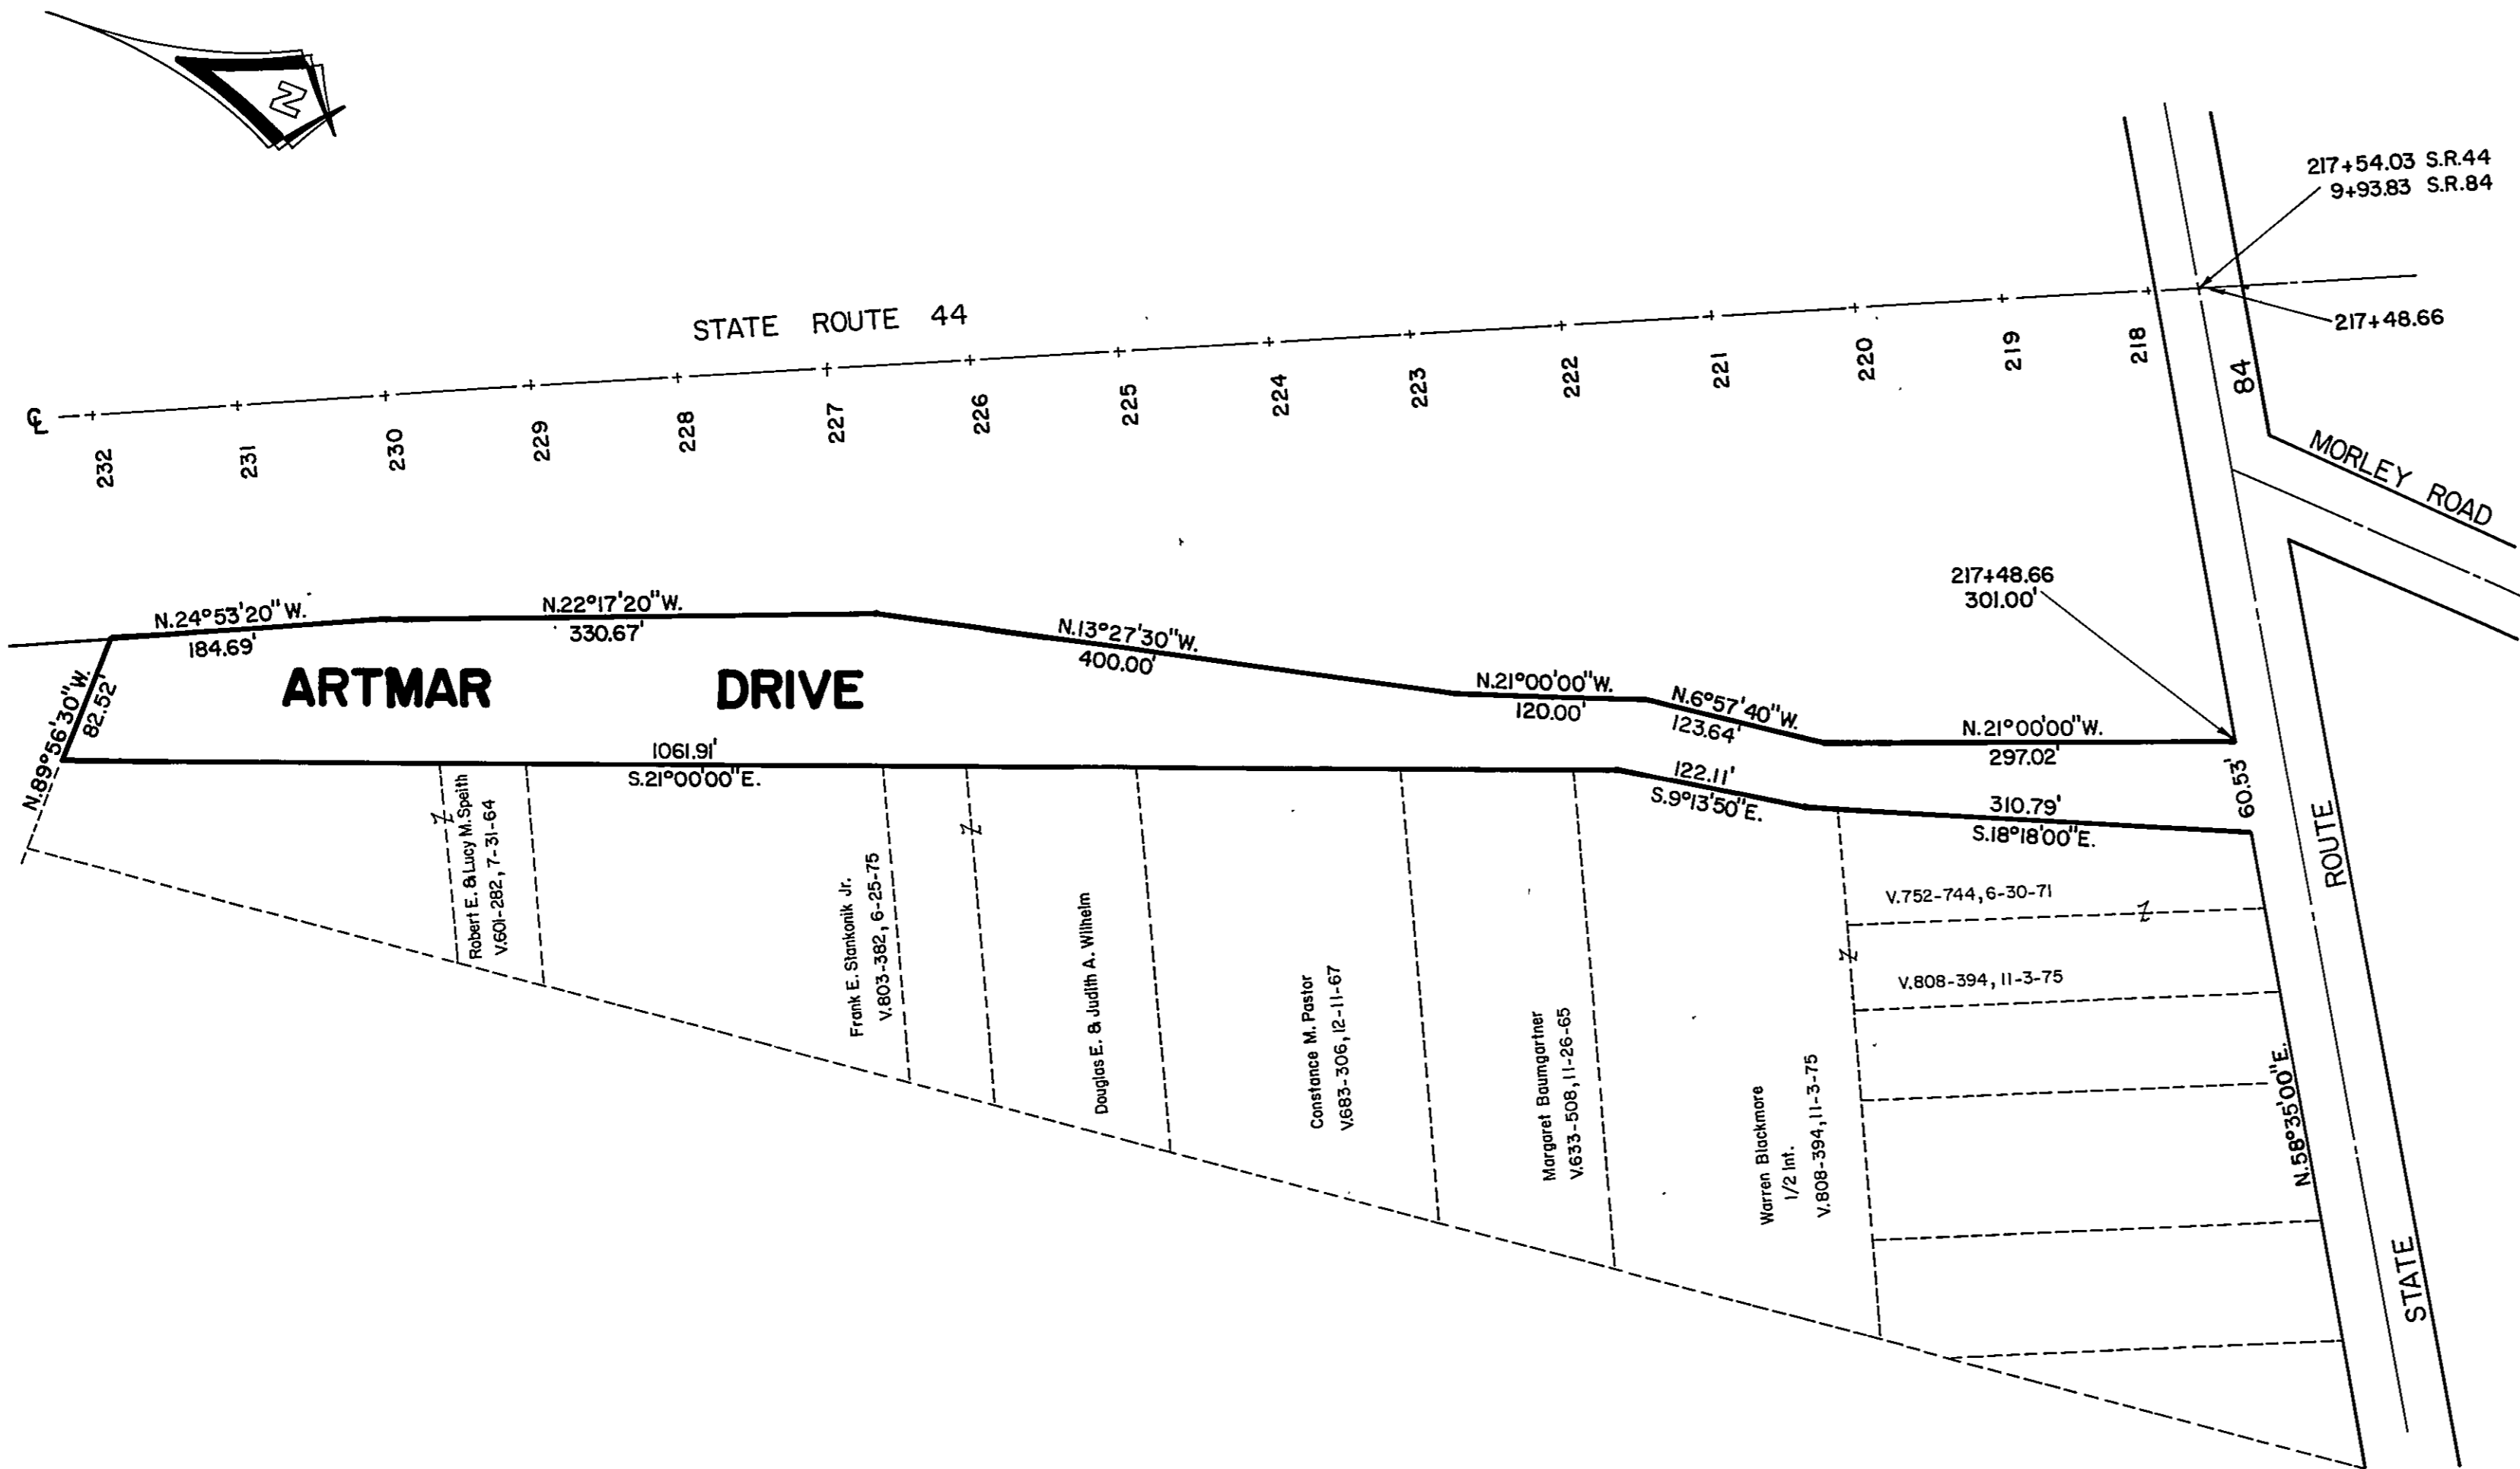 N
217+54.03 S.R.44
9+93.83 S.R.84
217+48.66
STATE ROUTE 44
℄
232
231
230
229
228
227
226
225
224
223
222
221
220
219
218
84
MORLEY ROAD
217+48.66
301.00'
N.24°53'20"W.
184.69'
N.22°17'20"W.
330.67'
N.13°27'30"W.
400.00'
N.21°00'00"W.
120.00'
N.6°57'40"W.
123.64'
N.21°00'00"W.
297.02'
N.89°56'30"W.
82.52'
ARTMAR DRIVE
1061.91'
S.21°00'00"E.
122.11'
S.9°13'50"E.
310.79'
S.18°18'00"E.
60.53'
ROUTE
STATE
N.58°35'00"E.
Robert E. & Lucy M. Speith
V.601-282, 7-31-64
Frank E. Stankonik Jr.
V.803-382, 6-25-75
Douglas E. & Judith A. Wilhelm
Constance M. Pastor
V.683-306, 12-11-67
Margaret Baumgartner
V.633-508, 11-26-65
Warren Blackmore
1/2 Int.
V.808-394, 11-3-75
V.752-744, 6-30-71
V.808-394, 11-3-75